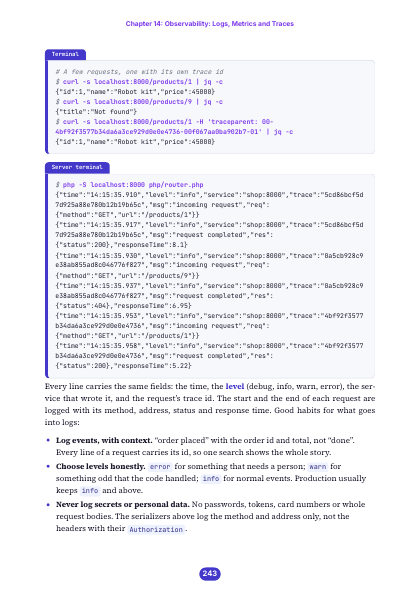 Chapter 14: Observability: Logs, Metrics and Traces
Terminal
# A few requests, one with its own trace id
$ curl -s localhost:8000/products/1 | jq -c
{"id":1,"name":"Robot kit","price":45000}
$ curl -s localhost:8000/products/9 | jq -c
{"title":"Not found"}
$ curl -s localhost:8000/products/1 -H 'traceparent: 00-
4bf92f3577b34da6a3ce929d0e0e4736-00f067aa0ba902b7-01' | jq -c
{"id":1,"name":"Robot kit","price":45000}
Server terminal
$ php -S localhost:8000 php/router.php
{"time":"14:15:35.910","level":"info","service":"shop:8000","trace":"5cd86bcf5d
7d925a88e780b12b19b65c","msg":"incoming request","req":
{"method":"GET","url":"/products/1"}}
{"time":"14:15:35.917","level":"info","service":"shop:8000","trace":"5cd86bcf5d
7d925a88e780b12b19b65c","msg":"request completed","res":
{"status":200},"responseTime":8.1}
{"time":"14:15:35.930","level":"info","service":"shop:8000","trace":"8a5cb928c9
e38ab855ad8c046776f827","msg":"incoming request","req":
{"method":"GET","url":"/products/9"}}
{"time":"14:15:35.937","level":"info","service":"shop:8000","trace":"8a5cb928c9
e38ab855ad8c046776f827","msg":"request completed","res":
{"status":404},"responseTime":6.95}
{"time":"14:15:35.953","level":"info","service":"shop:8000","trace":"4bf92f3577
b34da6a3ce929d0e0e4736","msg":"incoming request","req":
{"method":"GET","url":"/products/1"}}
{"time":"14:15:35.958","level":"info","service":"shop:8000","trace":"4bf92f3577
b34da6a3ce929d0e0e4736","msg":"request completed","res":
{"status":200},"responseTime":5.22}
Every line carries the same fields: the time, the level (debug, info, warn, error), the ser-
vice that wrote it, and the request's trace id. The start and the end of each request are
logged with its method, address, status and response time. Good habits for what goes
into logs:
• Log events, with context. "order placed" with the order id and total, not "done".
Every line of a request carries its id, so one search shows the whole story.
• Choose levels honestly. error for something that needs a person; warn for
something odd that the code handled; info for normal events. Production usually
keeps info and above.
• Never log secrets or personal data. No passwords, tokens, card numbers or whole
request bodies. The serializers above log the method and address only, not the
headers with their Authorization.
243